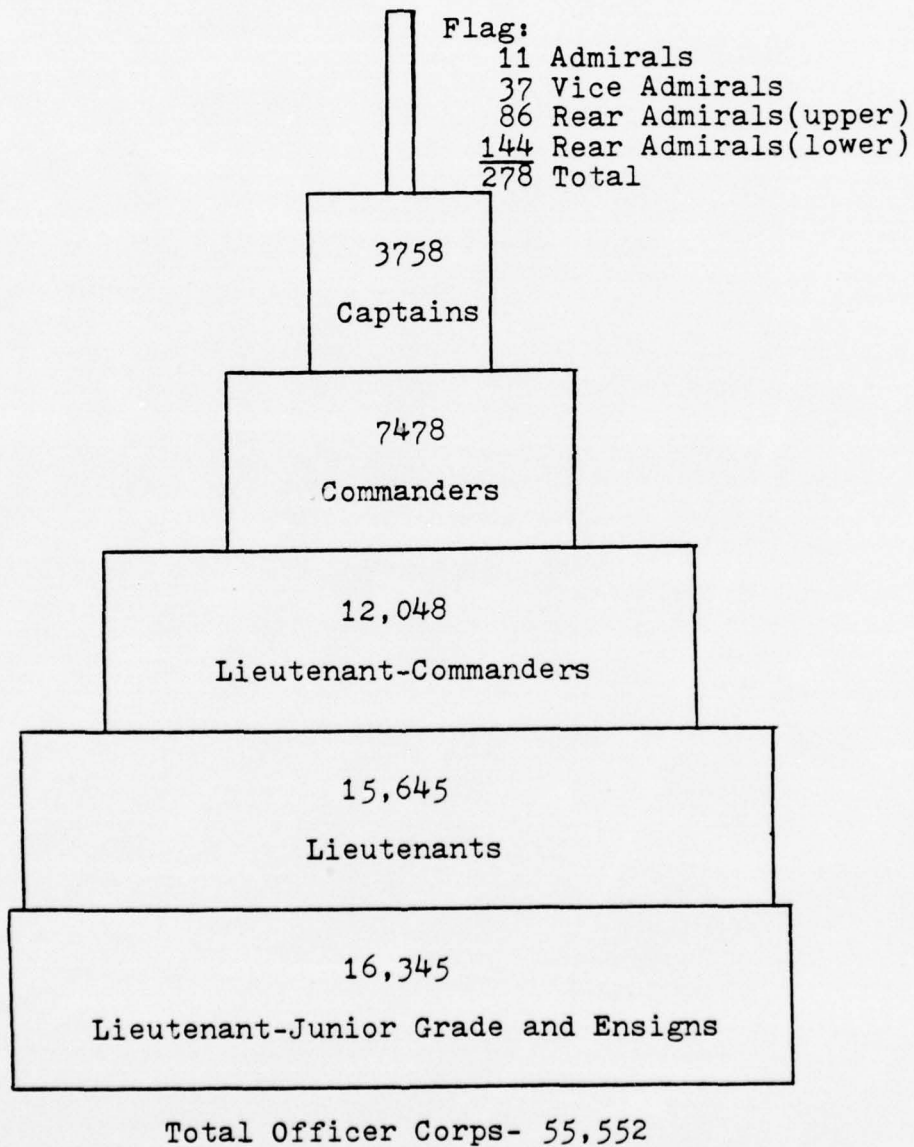 Flag:
11 Admirals
37 Vice Admirals
86 Rear Admirals(upper)
144 Rear Admirals(lower)
278 Total
3758
Captains
7478
Commanders
12,048
Lieutenant-Commanders
15,645
Lieutenants
16,345
Lieutenant-Junior Grade and Ensigns
Total Officer Corps- 55,552